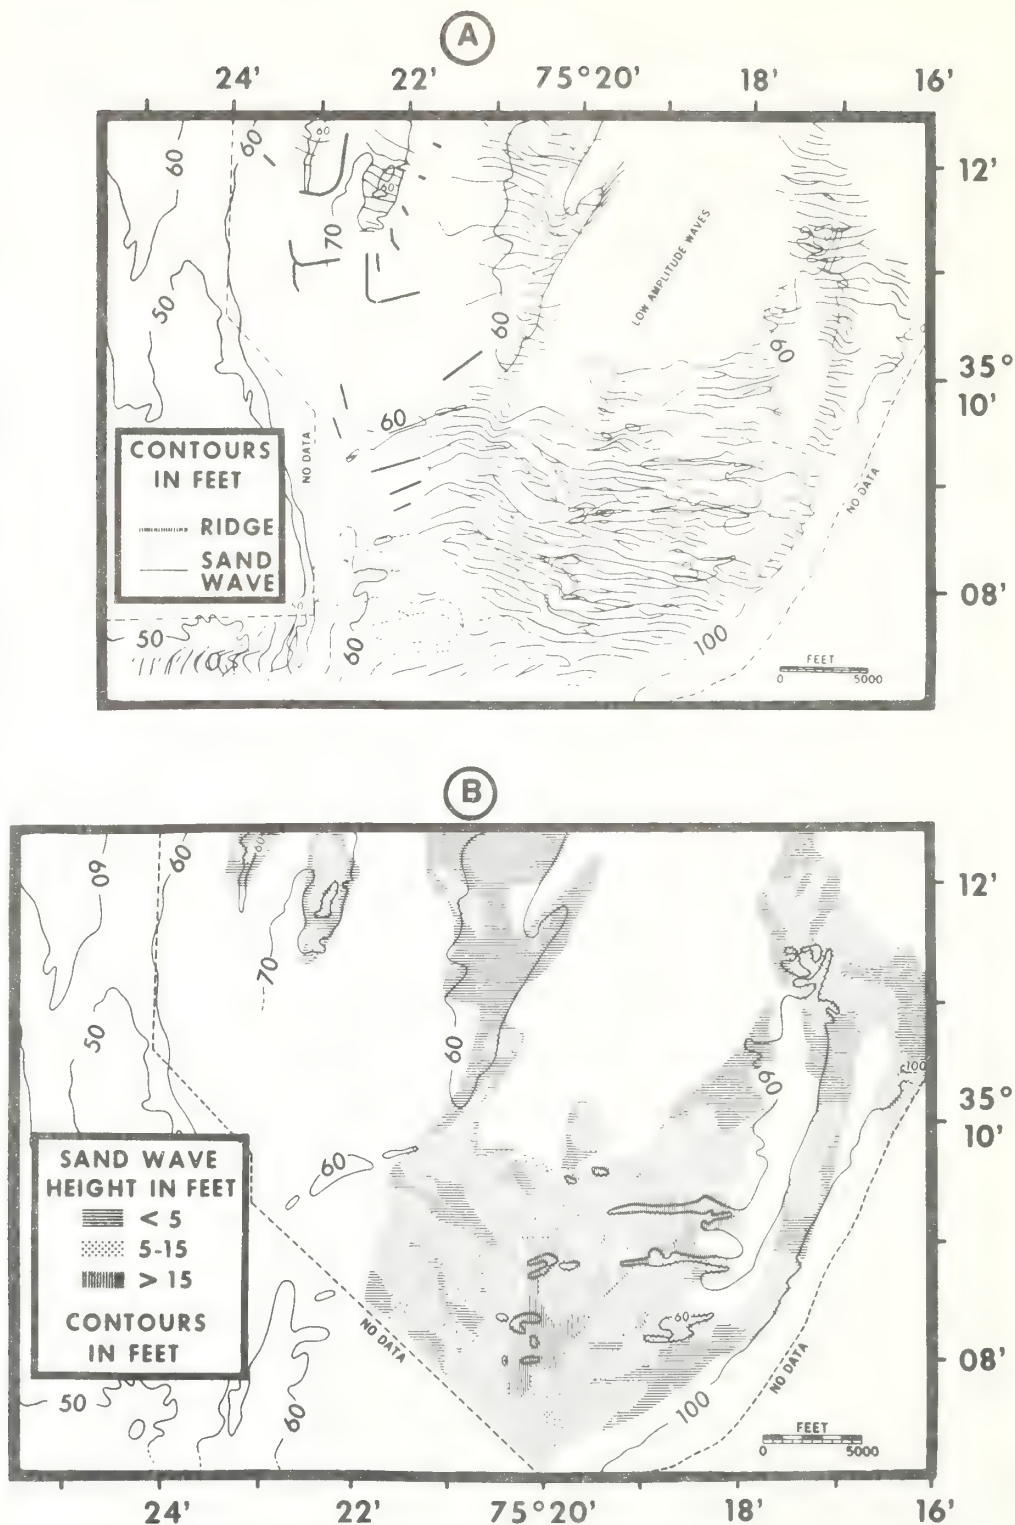 A
24' 22' 75°20' 18' 16'
60
60
60
60
12'
70
50
LOW AMPLITUDE WAVES
60
60
35°
10'
60
NO DATA
NO DATA
CONTOURS
IN FEET
RIDGE
SAND
WAVE
08'
50
60
100
FEET
0 5000
B
60
60
60
12'
70
50
60
60
100
35°
10'
60
SAND WAVE
HEIGHT IN FEET
< 5
5-15
> 15
CONTOURS
IN FEET
60
NO DATA
08'
50
60
100
NO DATA
FEET
0 5000
24' 22' 75°20' 18' 16'